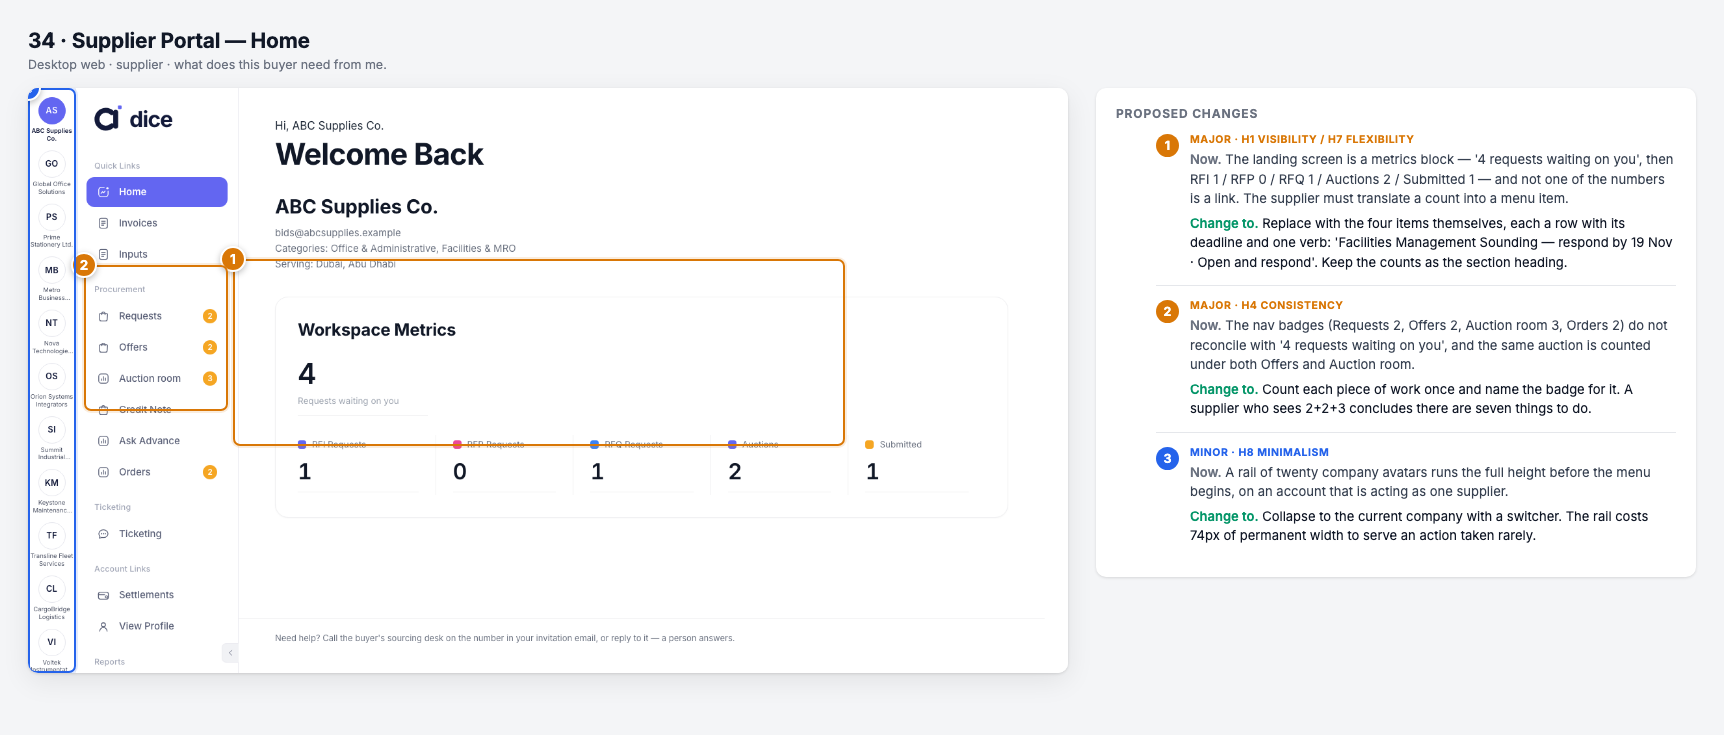 34 · Supplier Portal — Home
Desktop web · supplier · what does this buyer need from me.
AS
ABC Supplies
Co.
GO
Global Office
Solutions
PS
Prime
Stationery Ltd.
MB
Metro
Business...
NT
Nova
Technologie...
OS
Orion Systems
Integrators
SI
Summit
Industrial...
KM
Keystone
Maintenanc...
TF
Transline Fleet
Services
CL
CargoBridge
Logistics
VI
Voltek
Instrumentat...
dice
Quick Links
Home
Invoices
Inputs
2
Procurement
Requests 2
Offers 2
Auction room 3
Credit Note
Ask Advance
Orders 2
Ticketing
Ticketing
Account Links
Settlements
View Profile
Reports
Hi, ABC Supplies Co.
Welcome Back
ABC Supplies Co.
bids@abcsupplies.example
Categories: Office & Administrative, Facilities & MRO
Serving: Dubai, Abu Dhabi
1
Workspace Metrics
4
Requests waiting on you
RFI Requests
1
RFP Requests
0
RFQ Requests
1
Auctions
2
Submitted
1
Need help? Call the buyer's sourcing desk on the number in your invitation email, or reply to it — a person answers.
PROPOSED CHANGES
1
MAJOR · H1 VISIBILITY / H7 FLEXIBILITY
Now. The landing screen is a metrics block — '4 requests waiting on you', then
RFI 1 / RFP 0 / RFQ 1 / Auctions 2 / Submitted 1 — and not one of the numbers
is a link. The supplier must translate a count into a menu item.
Change to. Replace with the four items themselves, each a row with its
deadline and one verb: 'Facilities Management Sounding — respond by 19 Nov
· Open and respond'. Keep the counts as the section heading.
2
MAJOR · H4 CONSISTENCY
Now. The nav badges (Requests 2, Offers 2, Auction room 3, Orders 2) do not
reconcile with '4 requests waiting on you', and the same auction is counted
under both Offers and Auction room.
Change to. Count each piece of work once and name the badge for it. A
supplier who sees 2+2+3 concludes there are seven things to do.
3
MINOR · H8 MINIMALISM
Now. A rail of twenty company avatars runs the full height before the menu
begins, on an account that is acting as one supplier.
Change to. Collapse to the current company with a switcher. The rail costs
74px of permanent width to serve an action taken rarely.